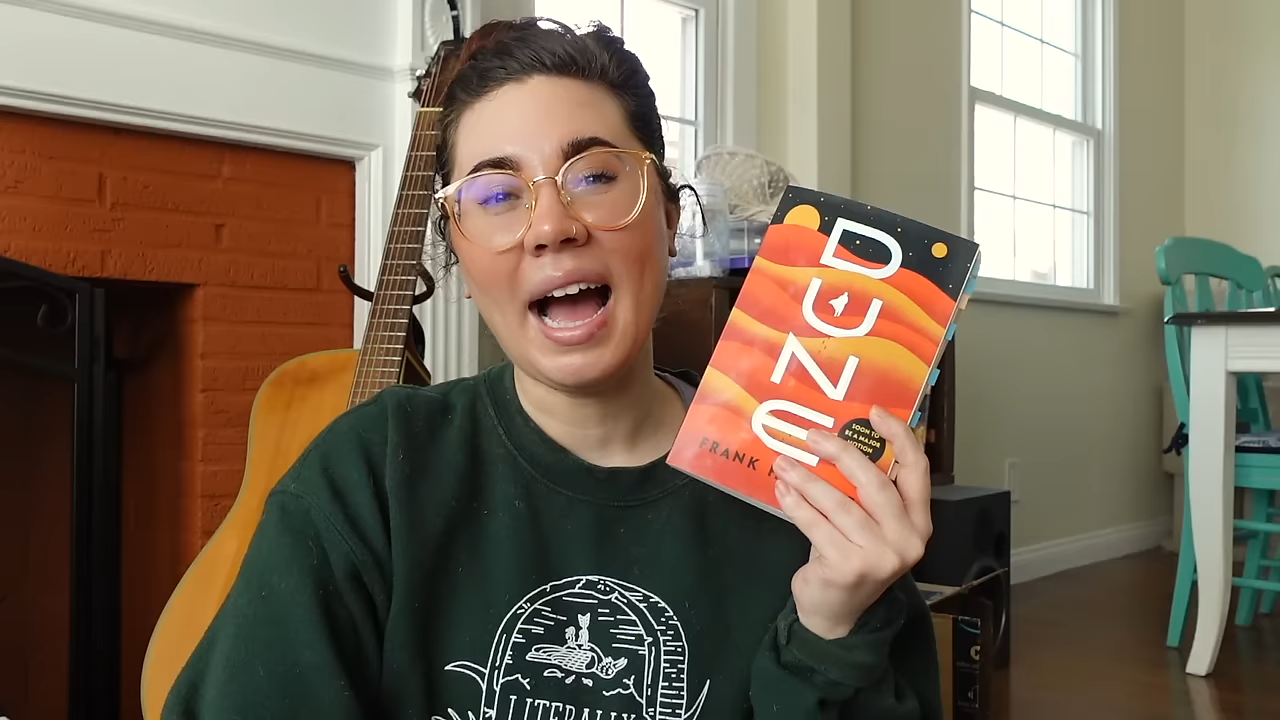 DUNE
FRANK
SOON TO
BE A MAJOR
MOTION
LITERALLY